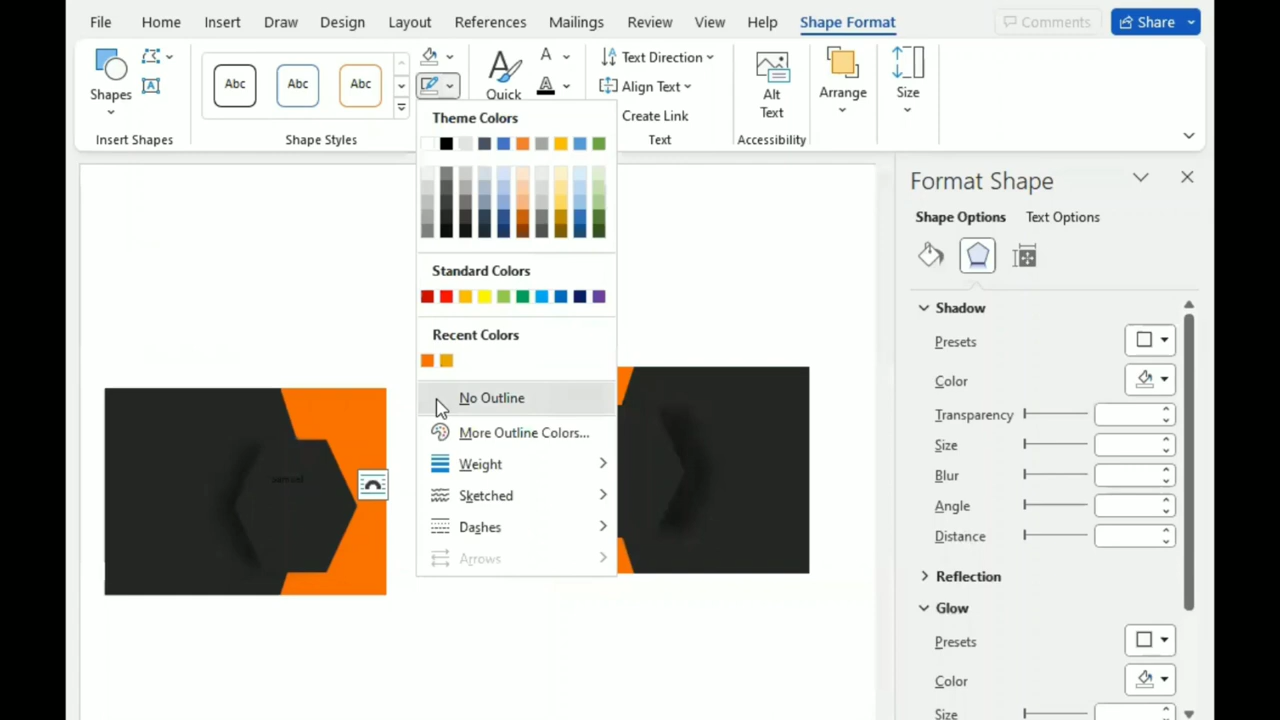 File Home Insert Draw Design Layout References Mailings Review View Help Shape Format Comments Share
Shapes
Abc Abc Abc
Quick
A
A
Text Direction
Align Text
Create Link
Alt
Text
Arrange
Size
Insert Shapes
Shape Styles
Text
Accessibility
Theme Colors
Standard Colors
Recent Colors
No Outline
More Outline Colors...
Weight
Sketched
Dashes
Arrows
Format Shape
Shape Options Text Options
Shadow
Presets
Color
Transparency
Size
Blur
Angle
Distance
Reflection
Glow
Presets
Color
Size